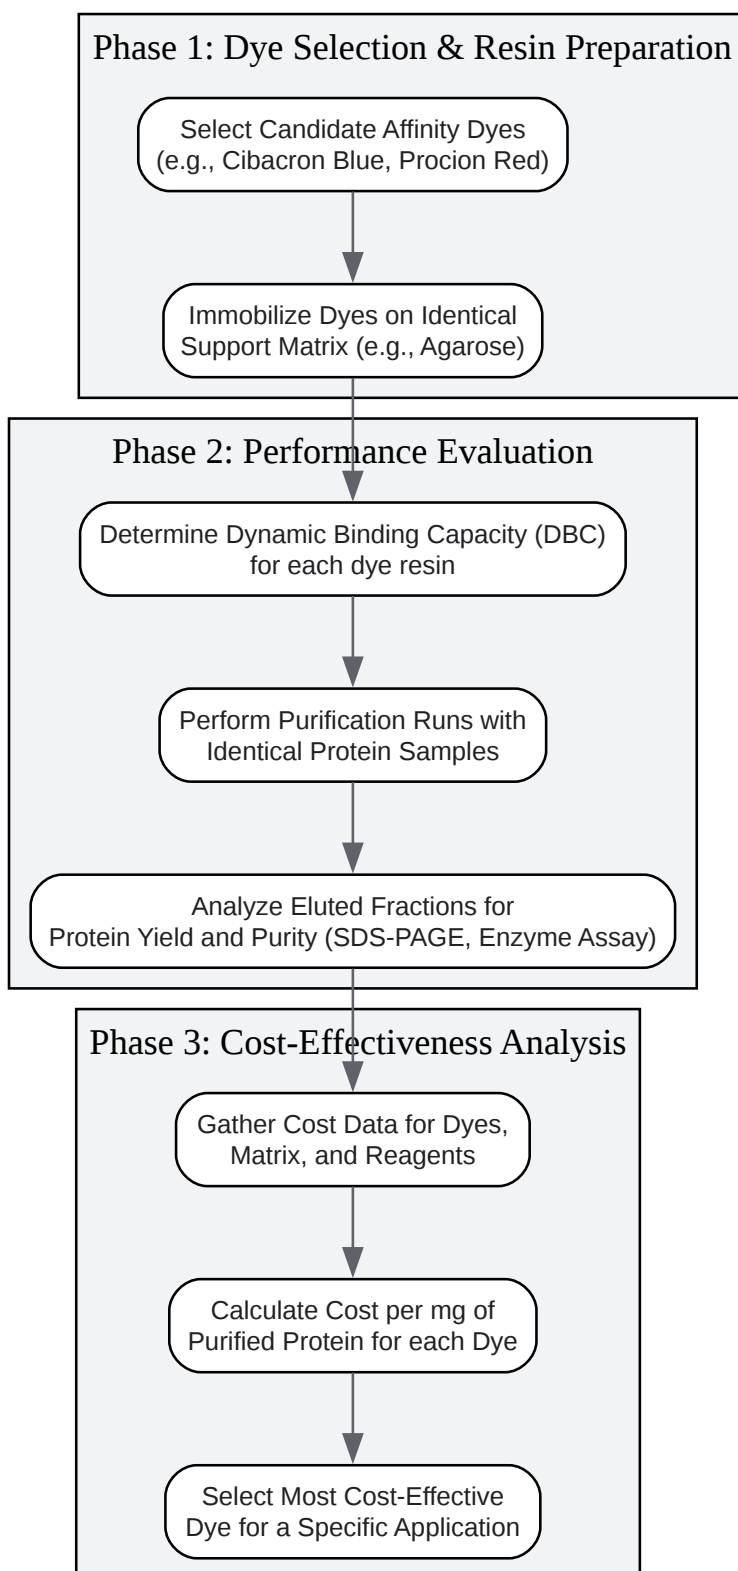 Phase 1: Dye Selection & Resin Preparation
Select Candidate Affinity Dyes
(e.g., Cibacron Blue, Procion Red)
Immobilize Dyes on Identical
Support Matrix (e.g., Agarose)
Phase 2: Performance Evaluation
Determine Dynamic Binding Capacity (DBC)
for each dye resin
Perform Purification Runs with
Identical Protein Samples
Analyze Eluted Fractions for
Protein Yield and Purity (SDS-PAGE, Enzyme Assay)
Phase 3: Cost-Effectiveness Analysis
Gather Cost Data for Dyes,
Matrix, and Reagents
Calculate Cost per mg of
Purified Protein for each Dye
Select Most Cost-Effective
Dye for a Specific Application